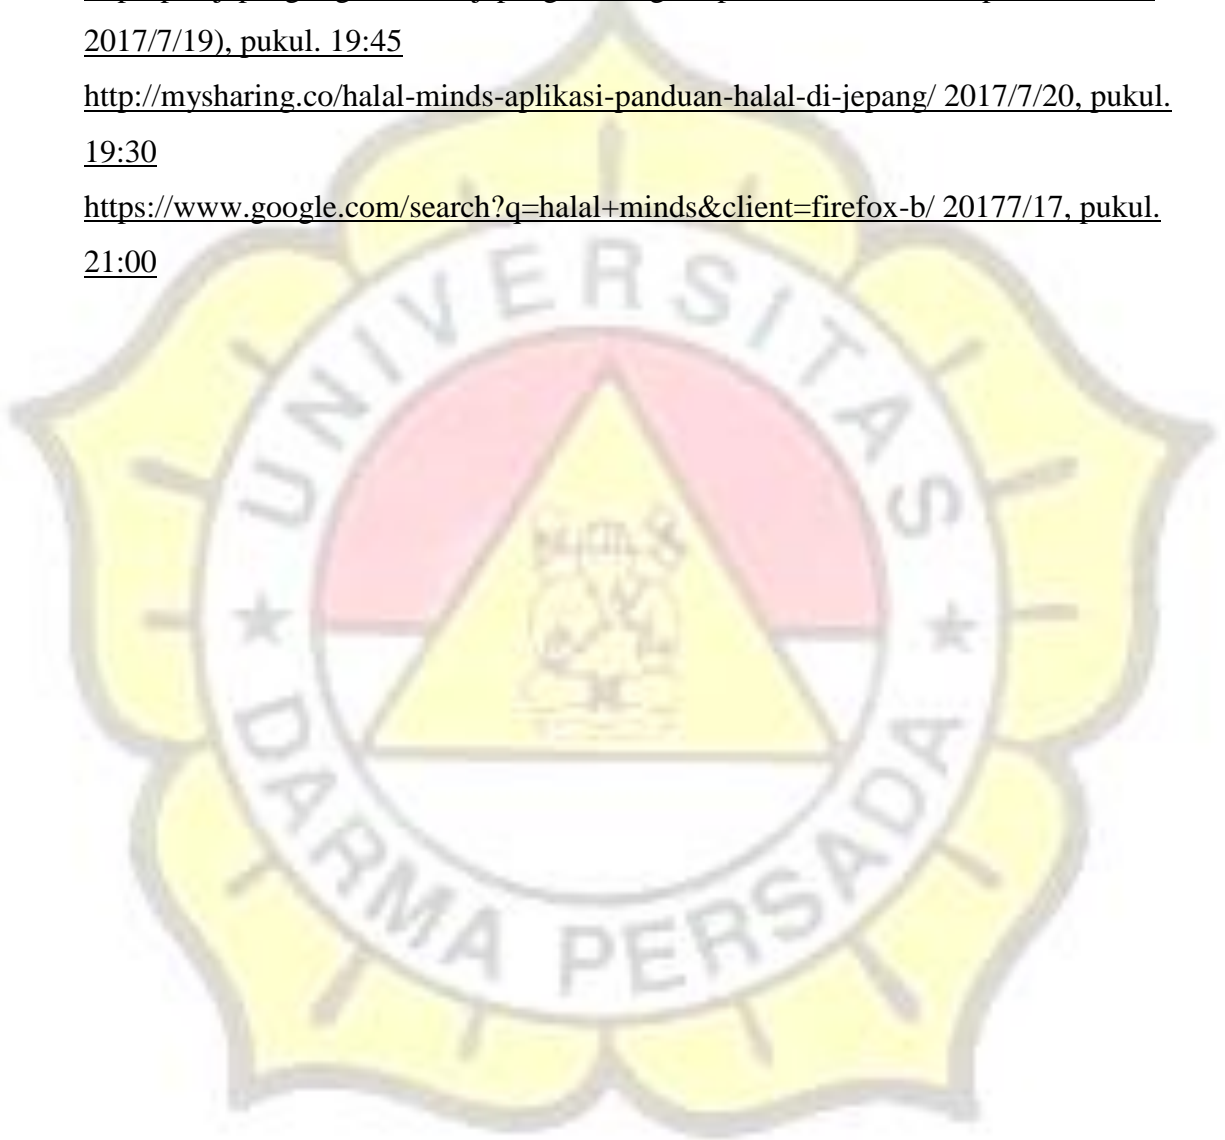 2017/7/19), pukul. 19:45
http://mysharing.co/halal-minds-aplikasi-panduan-halal-di-jepang/ 2017/7/20, pukul.
19:30
https://www.google.com/search?q=halal+minds&client=firefox-b/ 20177/17, pukul.
21:00
UNIVERSITAS
DARMA PERSADA